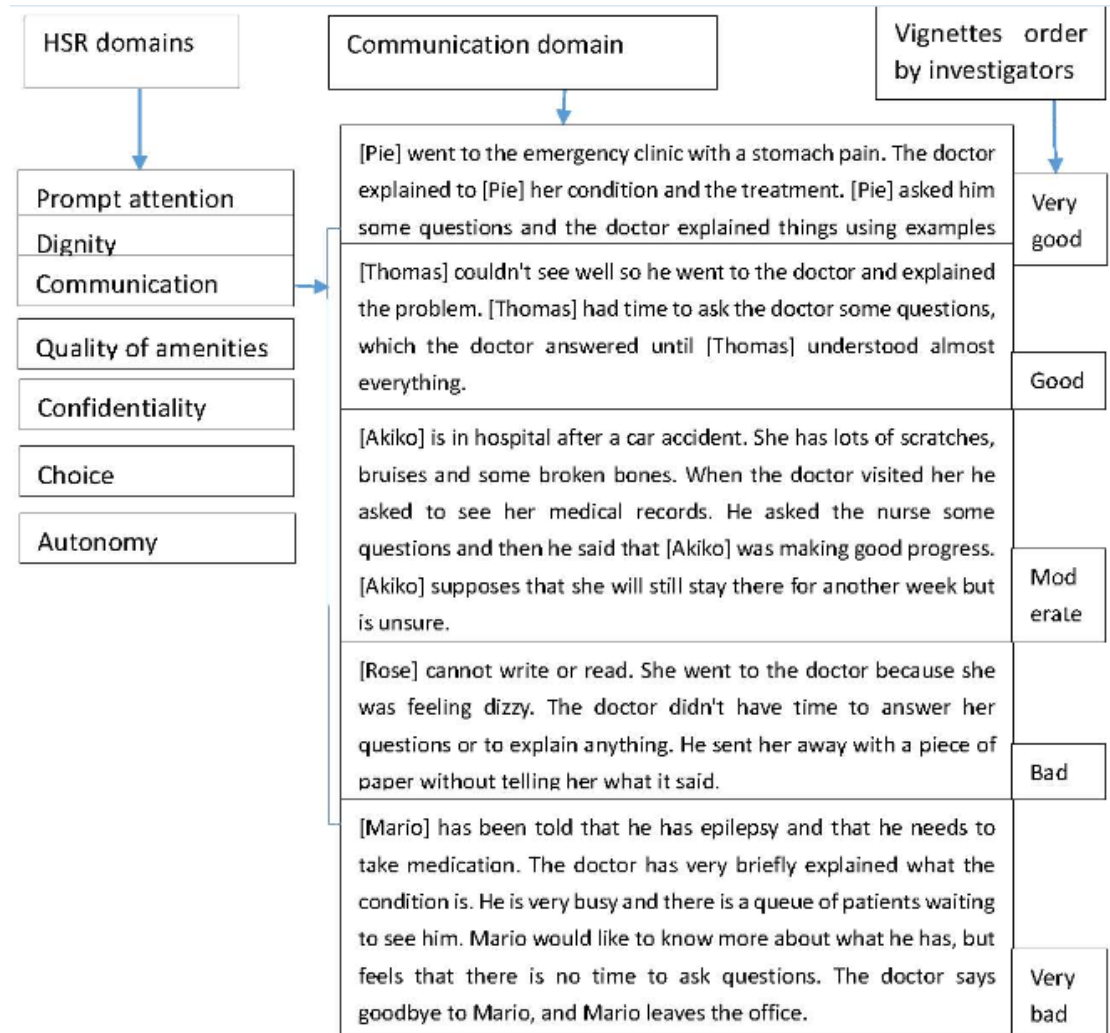 HSR domains
Communication domain
Vignettes order
by investigators
Prompt attention
Dignity
Communication
Quality of amenities
Confidentiality
Choice
Autonomy
[Pie] went to the emergency clinic with a stomach pain. The doctor
explained to [Pie] her condition and the treatment. [Pie] asked him
some questions and the doctor explained things using examples
Very
good
[Thomas] couldn't see well so he went to the doctor and explained
the problem. [Thomas] had time to ask the doctor some questions,
which the doctor answered until [Thomas] understood almost
everything.
Good
[Akiko] is in hospital after a car accident. She has lots of scratches,
bruises and some broken bones. When the doctor visited her he
asked to see her medical records. He asked the nurse some
questions and then he said that [Akiko] was making good progress.
[Akiko] supposes that she will still stay there for another week but
is unsure.
Mod
erate
[Rose] cannot write or read. She went to the doctor because she
was feeling dizzy. The doctor didn't have time to answer her
questions or to explain anything. He sent her away with a piece of
paper without telling her what it said.
Bad
[Mario] has been told that he has epilepsy and that he needs to
take medication. The doctor has very briefly explained what the
condition is. He is very busy and there is a queue of patients waiting
to see him. Mario would like to know more about what he has, but
feels that there is no time to ask questions. The doctor says
goodbye to Mario, and Mario leaves the office.
Very
bad